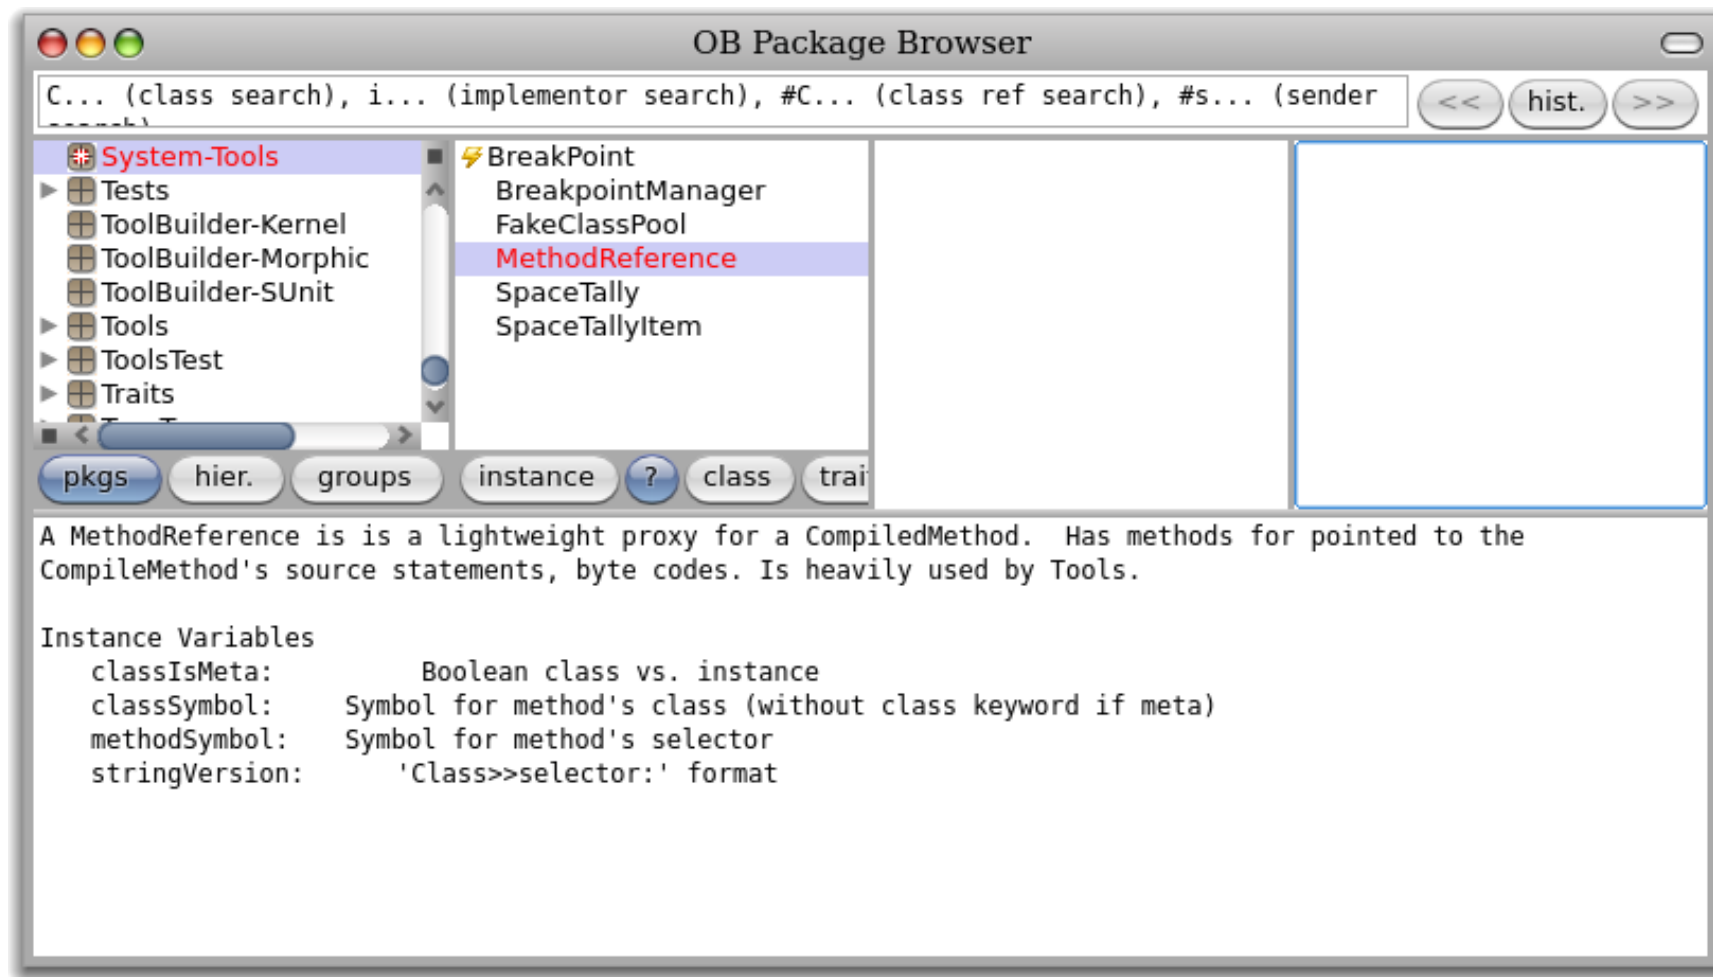 OB Package Browser
C... (class search), i... (implementor search), #C... (class ref search), #s... (sender
search)
<< hist. >>
System-Tools
Tests
ToolBuilder-Kernel
ToolBuilder-Morphic
ToolBuilder-SUnit
Tools
ToolsTest
Traits
BreakPoint
BreakpointManager
FakeClassPool
MethodReference
SpaceTally
SpaceTallyItem
pkgs hier. groups instance ? class trai
A MethodReference is is a lightweight proxy for a CompiledMethod.  Has methods for pointed to the
CompileMethod's source statements, byte codes. Is heavily used by Tools.
Instance Variables
classIsMeta: Boolean class vs. instance
classSymbol: Symbol for method's class (without class keyword if meta)
methodSymbol: Symbol for method's selector
stringVersion: 'Class>>selector:' format